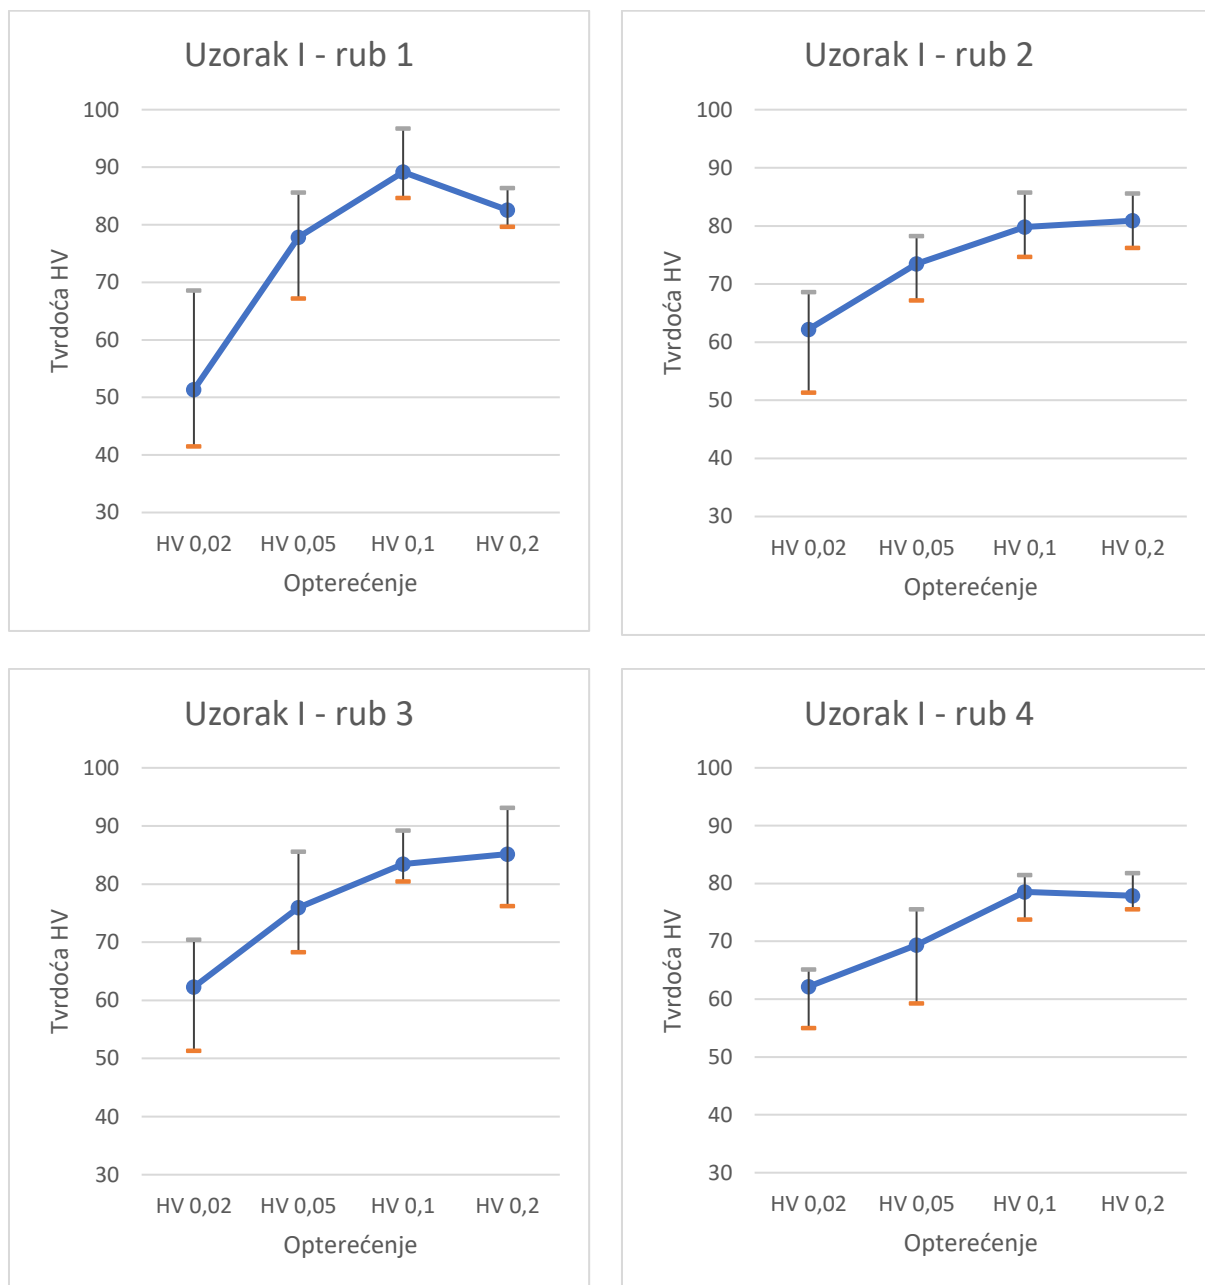 Uzorak I - rub 1
100
90
80
70
60
50
40
30
Tvrdoća HV
HV 0,02 HV 0,05 HV 0,1 HV 0,2
Opterećenje
Uzorak I - rub 2
100
90
80
70
60
50
40
30
Tvrdoća HV
HV 0,02 HV 0,05 HV 0,1 HV 0,2
Opterećenje
Uzorak I - rub 3
100
90
80
70
60
50
40
30
Tvrdoća HV
HV 0,02 HV 0,05 HV 0,1 HV 0,2
Opterećenje
Uzorak I - rub 4
100
90
80
70
60
50
40
30
Tvrdoća HV
HV 0,02 HV 0,05 HV 0,1 HV 0,2
Opterećenje